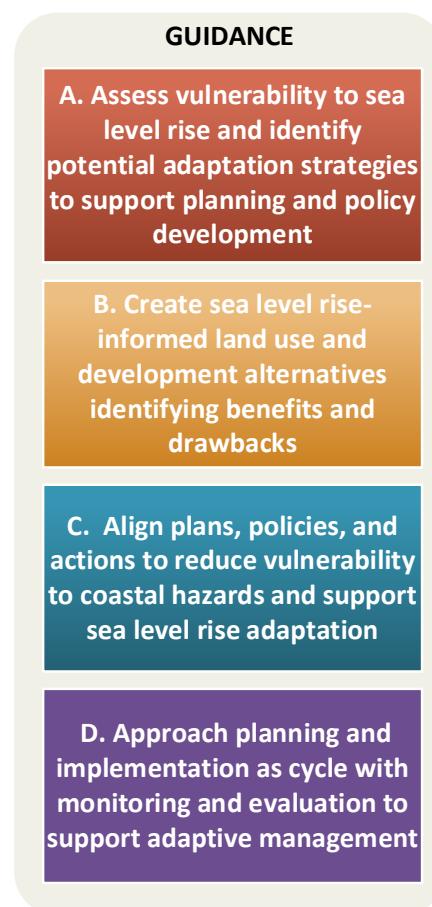 GUIDANCE
A. Assess vulnerability to sea
level rise and identify
potential adaptation strategies
to support planning and policy
development
B. Create sea level rise-
informed land use and
development alternatives
identifying benefits and
drawbacks
C. Align plans, policies, and
actions to reduce vulnerability
to coastal hazards and support
sea level rise adaptation
D. Approach planning and
implementation as cycle with
monitoring and evaluation to
support adaptive management